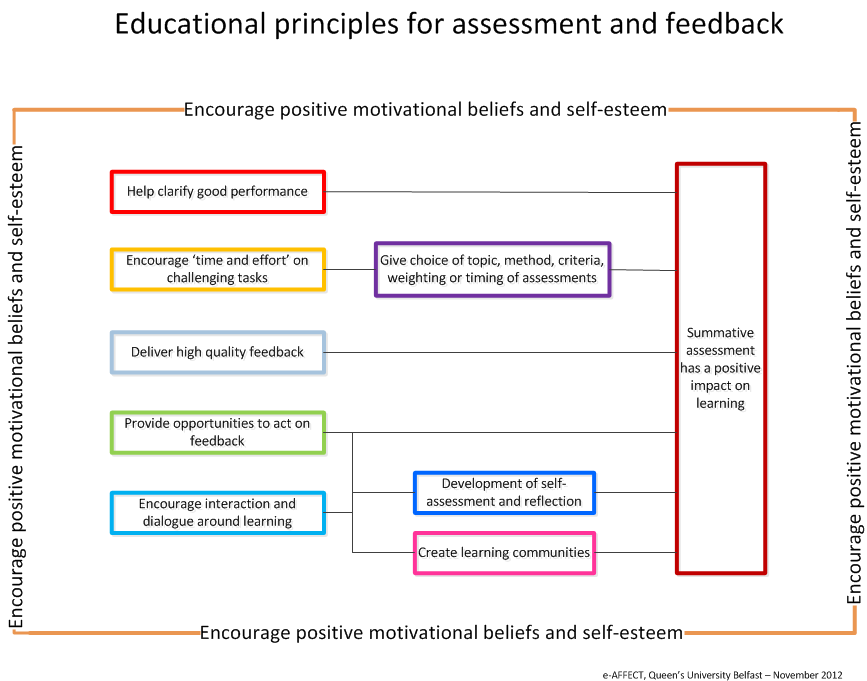 Educational principles for assessment and feedback
Encourage positive motivational beliefs and self-esteem
Encourage positive motivational beliefs and self-esteem
Encourage positive motivational beliefs and self-esteem
Help clarify good performance
Encourage ‘time and effort’ on
challenging tasks
Give choice of topic, method, criteria,
weighting or timing of assessments
Deliver high quality feedback
Summative
assessment
has a positive
impact on
learning
Provide opportunities to act on
feedback
Development of self-
assessment and reflection
Encourage interaction and
dialogue around learning
Create learning communities
Encourage positive motivational beliefs and self-esteem
e-AFFECT, Queen’s University Belfast – November 2012